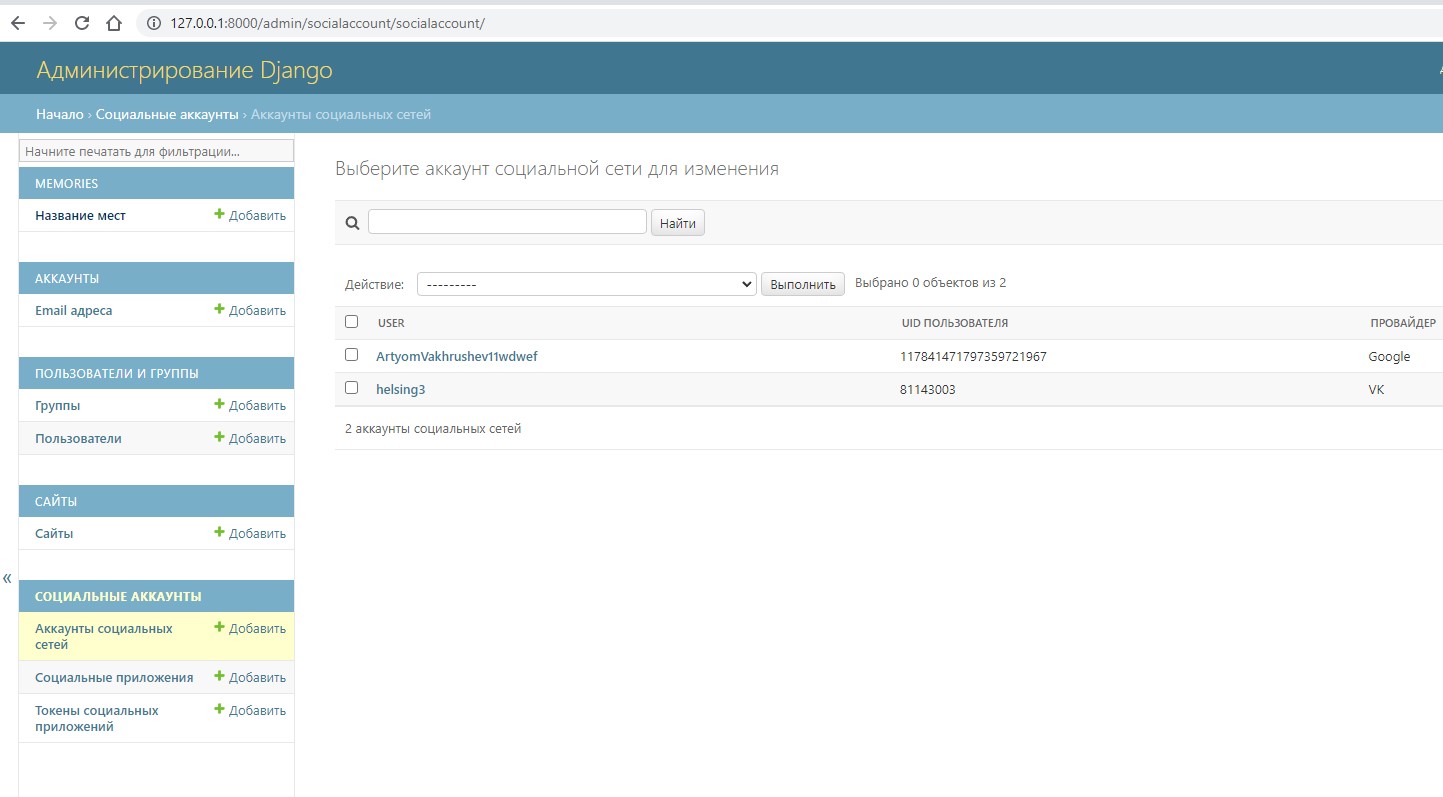 127.0.0.1:8000/admin/socialaccount/socialaccount/
Администрирование Django
Начало › Социальные аккаунты › Аккаунты социальных сетей
Начните печатать для фильтрации...
MEMORIES
Название мест + Добавить
АККАУНТЫ
Email адреса + Добавить
ПОЛЬЗОВАТЕЛИ И ГРУППЫ
Группы + Добавить
Пользователи + Добавить
САЙТЫ
Сайты + Добавить
«
СОЦИАЛЬНЫЕ АККАУНТЫ
Аккаунты социальных + Добавить
сетей
Социальные приложения + Добавить
Токены социальных + Добавить
приложений
Выберите аккаунт социальной сети для изменения
Найти
Действие: --------- Выполнить Выбрано 0 объектов из 2
USER UID ПОЛЬЗОВАТЕЛЯ ПРОВАЙДЕР
ArtyomVakhrushev11wdwef 117841471797359721967 Google
helsing3 81143003 VK
2 аккаунты социальных сетей